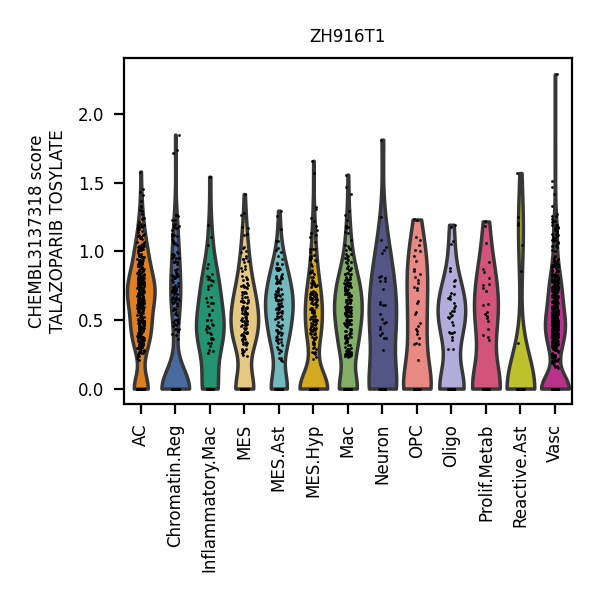 ZH916T1
CHEMBL3137318 score
TALAZOPARIB TOSYLATE
2.0
1.5
1.0
0.5
0.0
AC
Chromatin.Reg
Inflammatory.Mac
MES
MES.Ast
MES.Hyp
Mac
Neuron
OPC
Oligo
Prolif.Metab
Reactive.Ast
Vasc